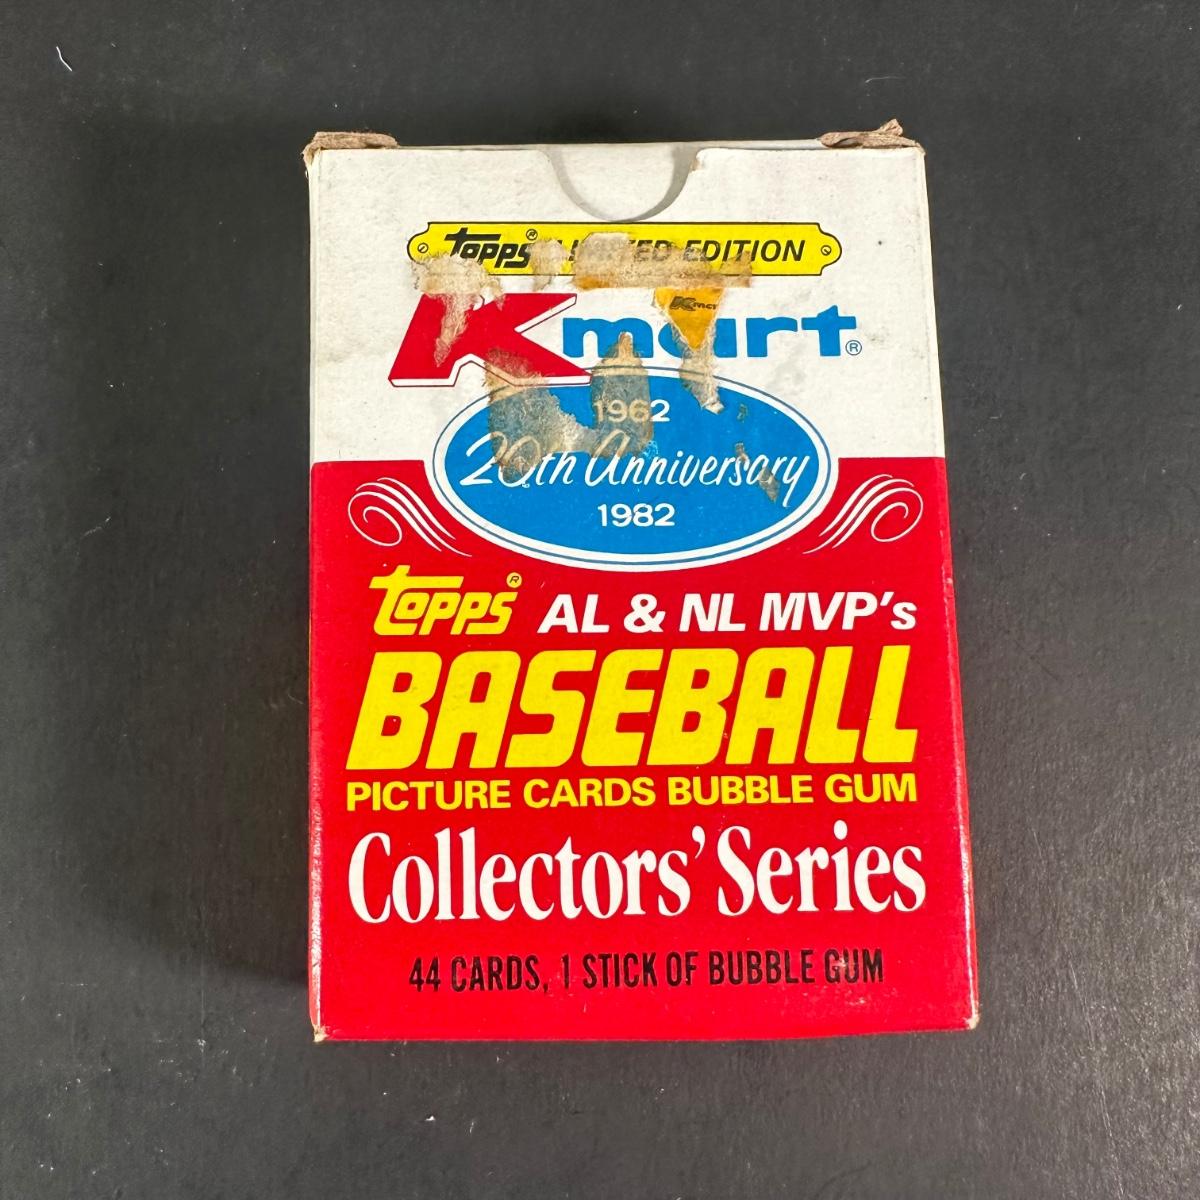 Topps® LIMITED EDITION
Kmart
Kmart®
1962
20th Anniversary
1982
Topps® AL & NL MVP's
BASEBALL
PICTURE CARDS BUBBLE GUM
Collectors' Series
44 CARDS, 1 STICK OF BUBBLE GUM